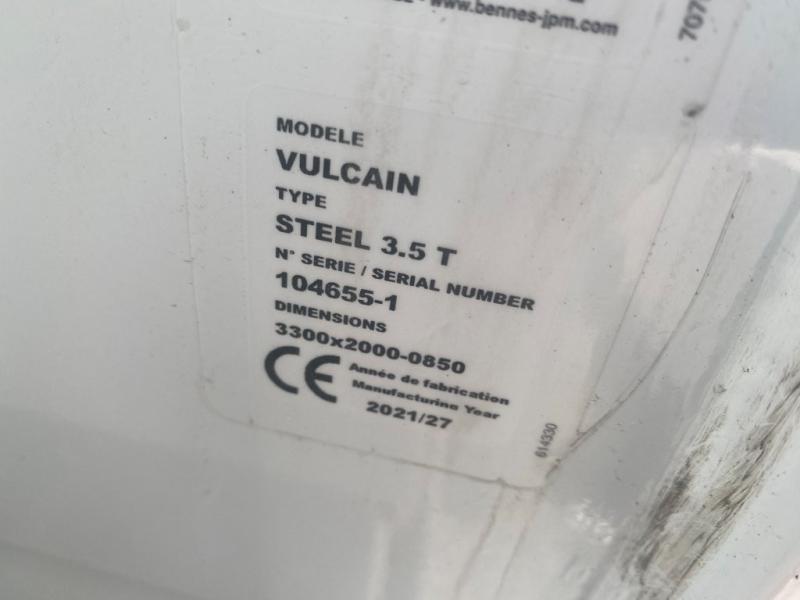 www.bennes-jpm.com
MODELE
VULCAIN
TYPE
STEEL 3.5 T
N° SERIE / SERIAL NUMBER
104655-1
DIMENSIONS
3300x2000-0850
CE Année de fabrication
Manufacturing Year
2021/27
614330